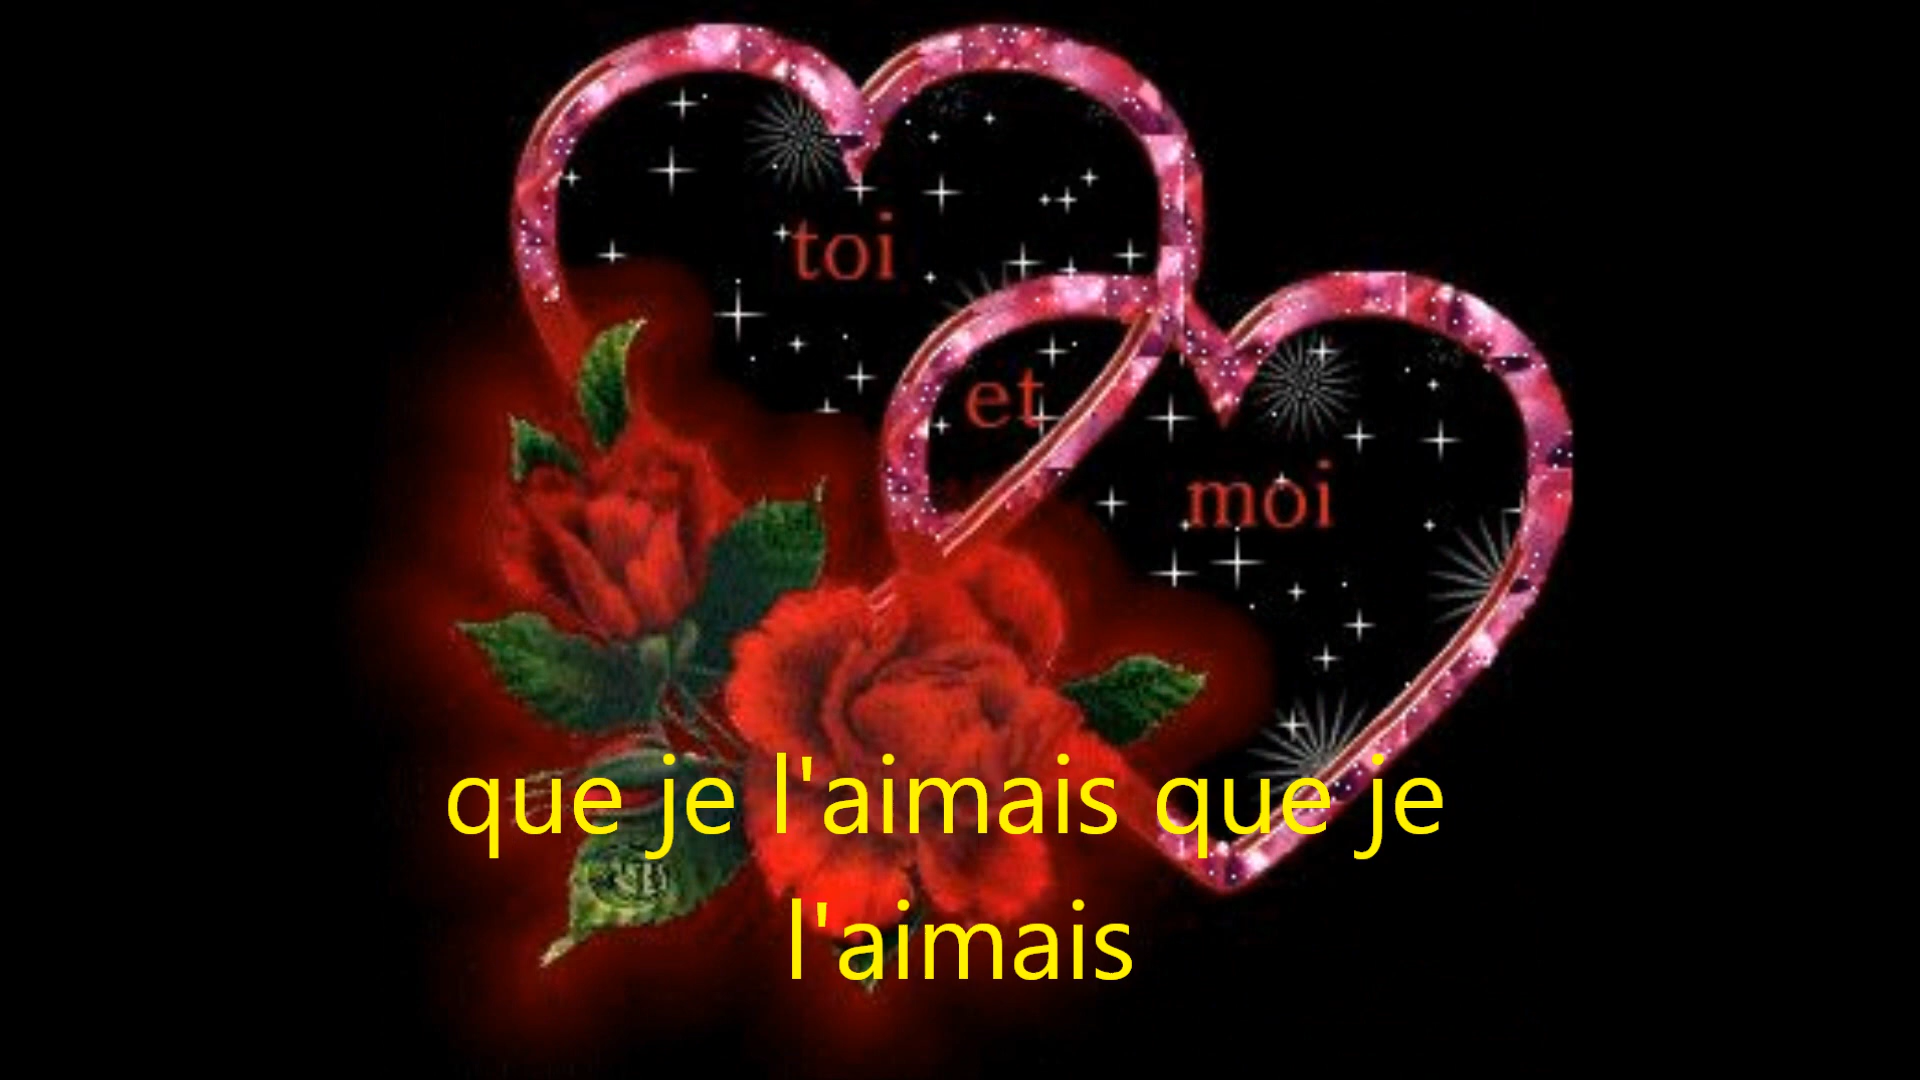 toi
et
moi
que je l'aimais que je
l'aimais